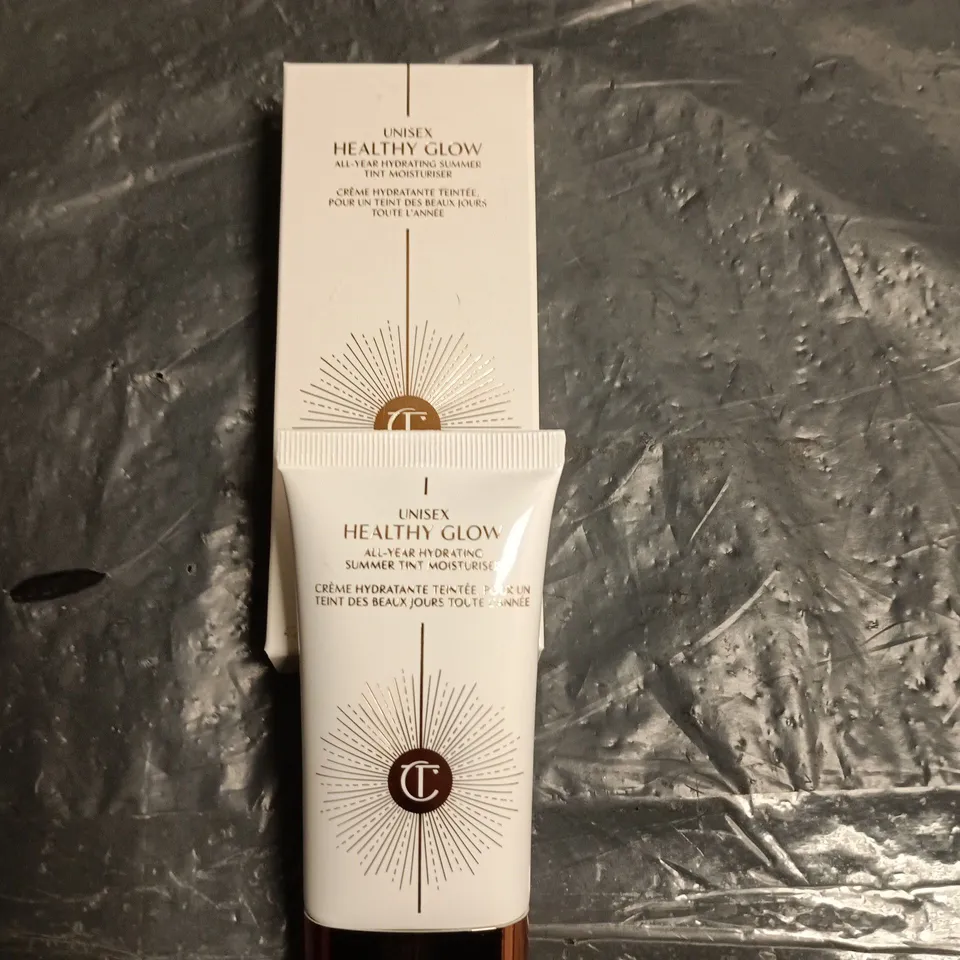 UNISEX
HEALTHY GLOW
ALL-YEAR HYDRATING SUMMER
TINT MOISTURISER
CRÈME HYDRATANTE TEINTÉE,
POUR UN TEINT DES BEAUX JOURS
TOUTE L'ANNÉE
CT
UNISEX
HEALTHY GLOW
ALL-YEAR HYDRATING
SUMMER TINT MOISTURISE
CRÈME HYDRATANTE TEINTÉE, POUR UN
TEINT DES BEAUX JOURS TOUTE L'ANNÉE
CT